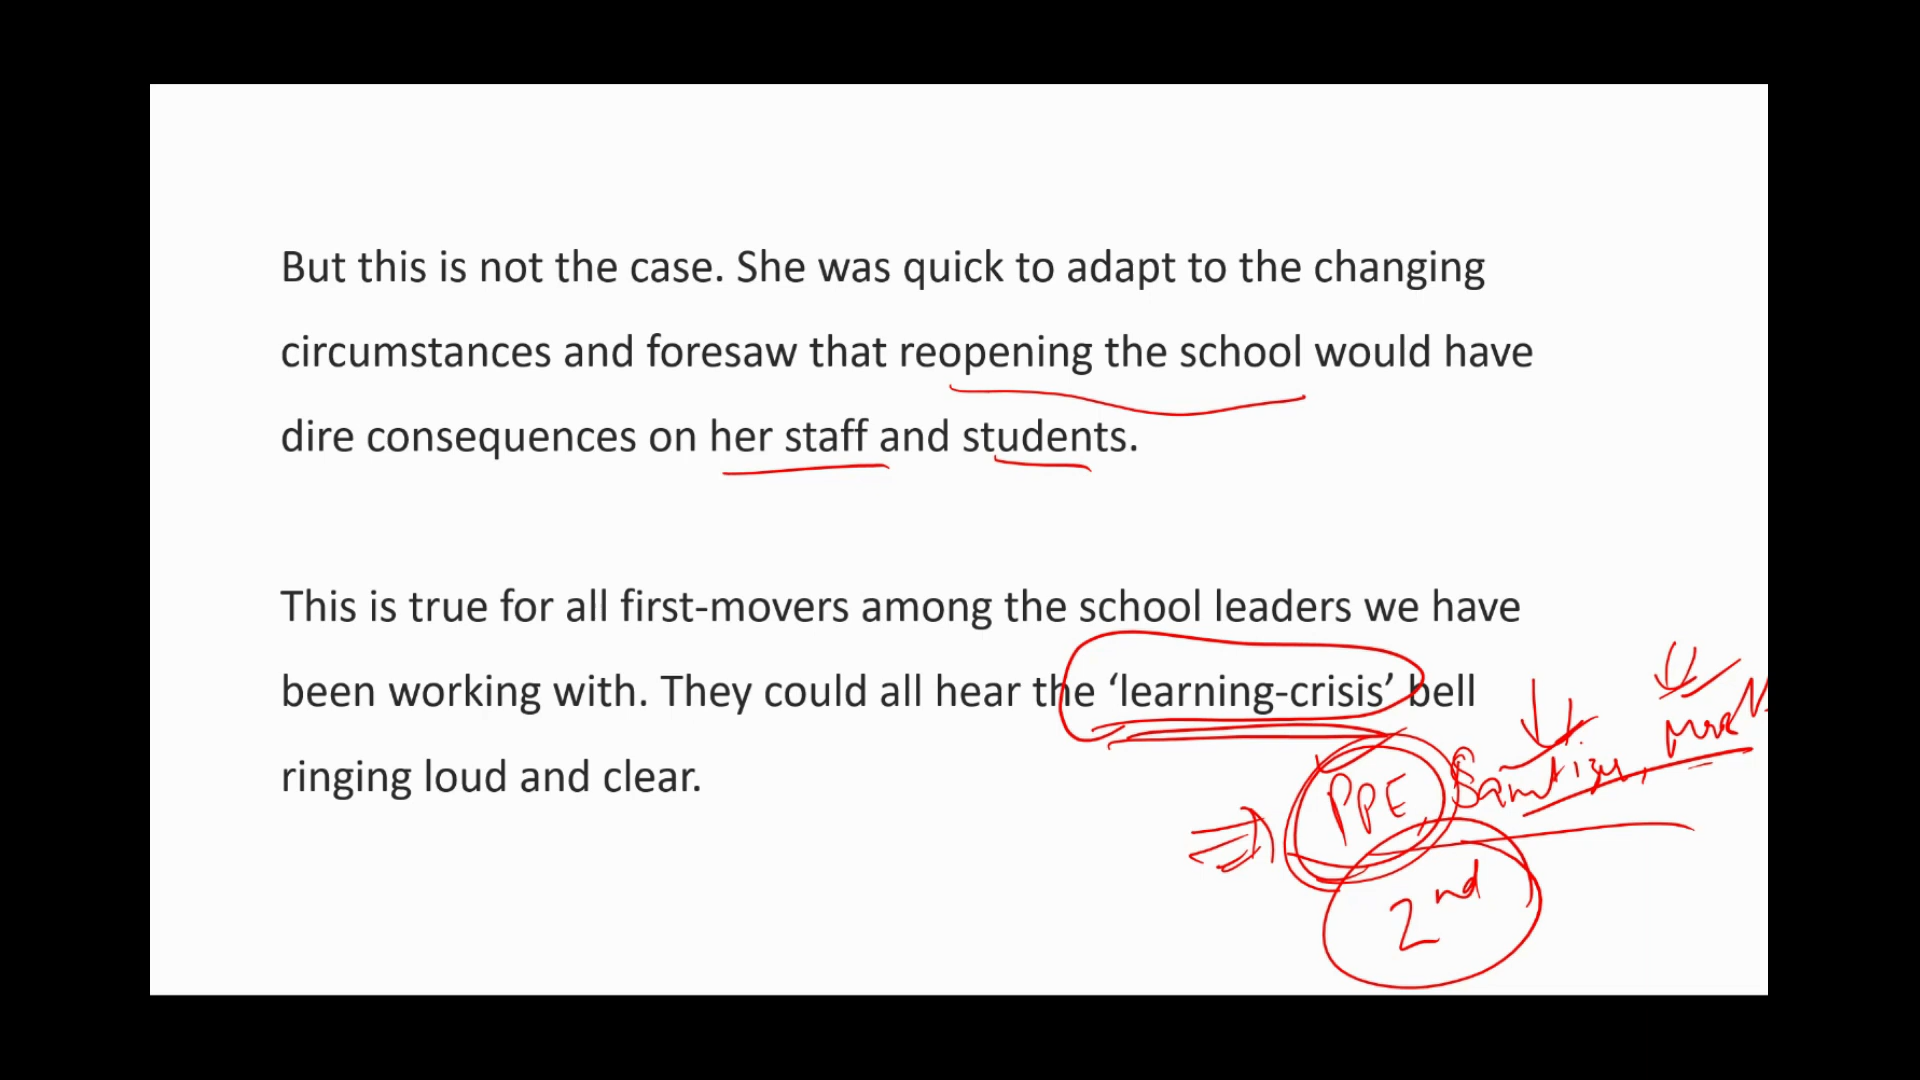 But this is not the case. She was quick to adapt to the changing
circumstances and foresaw that reopening the school would have
dire consequences on her staff and students.
This is true for all first-movers among the school leaders we have
been working with. They could all hear the ‘learning-crisis’ bell
ringing loud and clear.
PPE, Sanitizer,
2nd